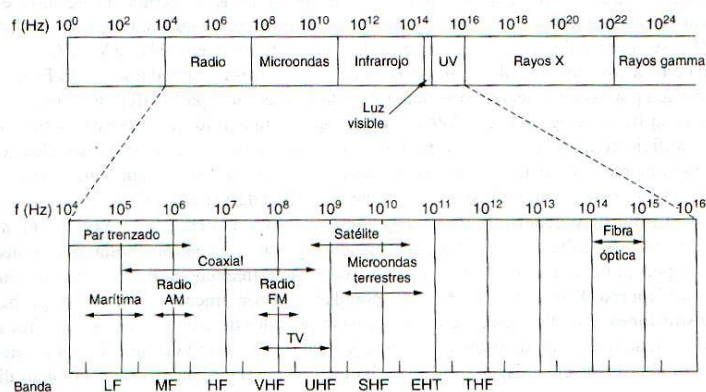 f (Hz) 10⁰ 10² 10⁴ 10⁶ 10⁸ 10¹⁰ 10¹² 10¹⁴ 10¹⁶ 10¹⁸ 10²⁰ 10²² 10²⁴
Radio Microondas Infrarrojo UV Rayos X Rayos gamma
Luz
visible
f (Hz) 10⁴ 10⁵ 10⁶ 10⁷ 10⁸ 10⁹ 10¹⁰ 10¹¹ 10¹² 10¹³ 10¹⁴ 10¹⁵ 10¹⁶
Par trenzado Satélite Fibra
óptica
Coaxial Microondas
terrestres
Marítima Radio
AM Radio
FM
TV
Banda LF MF HF VHF UHF SHF EHT THF